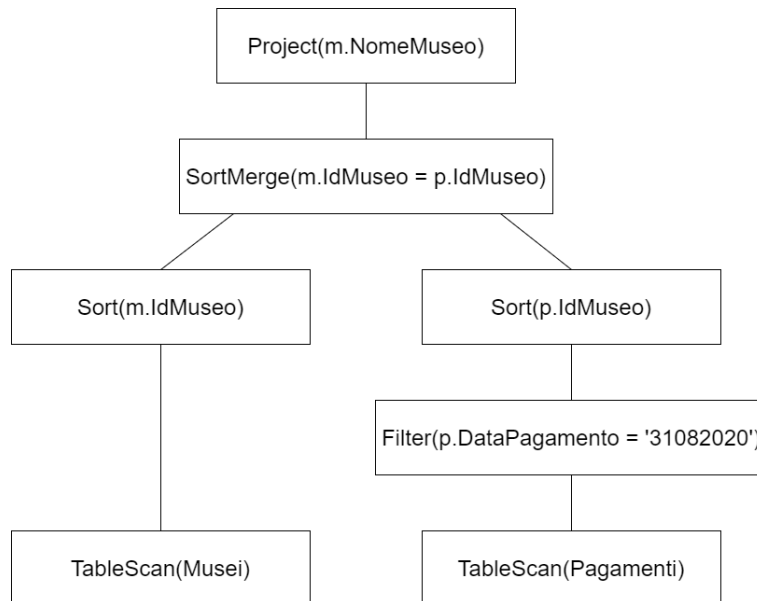 Project(m.NomeMuseo)
SortMerge(m.IdMuseo = p.IdMuseo)
Sort(m.IdMuseo)
Sort(p.IdMuseo)
Filter(p.DataPagamento = '31082020')
TableScan(Musei)
TableScan(Pagamenti)